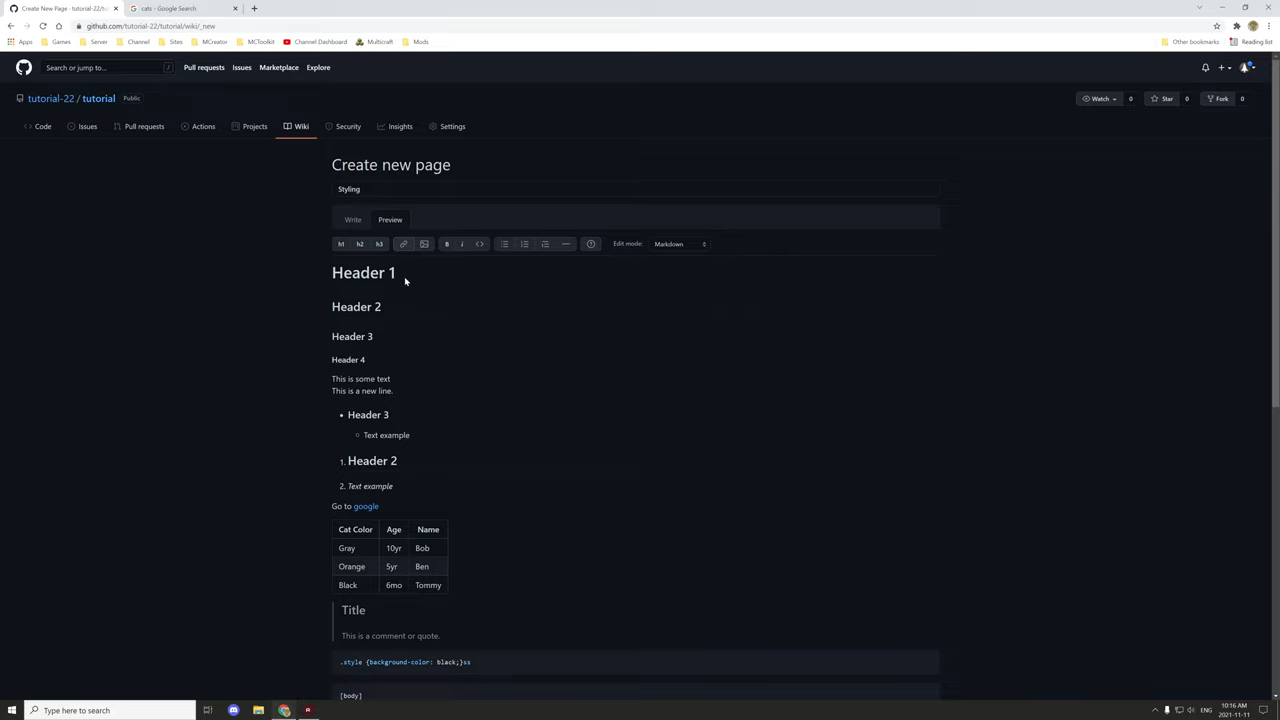 Create New Page · tutorial-22/tu
cats - Google Search
github.com/tutorial-22/tutorial/wiki/_new
Apps Games Server Channel Sites MCreator MCToolkit Channel Dashboard Multicraft Mods Other bookmarks Reading list
Search or jump to... / Pull requests Issues Marketplace Explore
tutorial-22 / tutorial Public Watch 0 Star 0 Fork 0
Code Issues Pull requests Actions Projects Wiki Security Insights Settings
Create new page
Styling
Write Preview
h1 h2 h3 B i <> Edit mode: Markdown
Header 1
Header 2
Header 3
Header 4
This is some text
This is a new line.
Header 3
Text example
1. Header 2
2. Text example
Go to google
Cat Color Age Name
Gray 10yr Bob
Orange 5yr Ben
Black 6mo Tommy
Title
This is a comment or quote.
.style {background-color: black;}ss
[body]
Type here to search
ENG
10:16 AM
2021-11-11